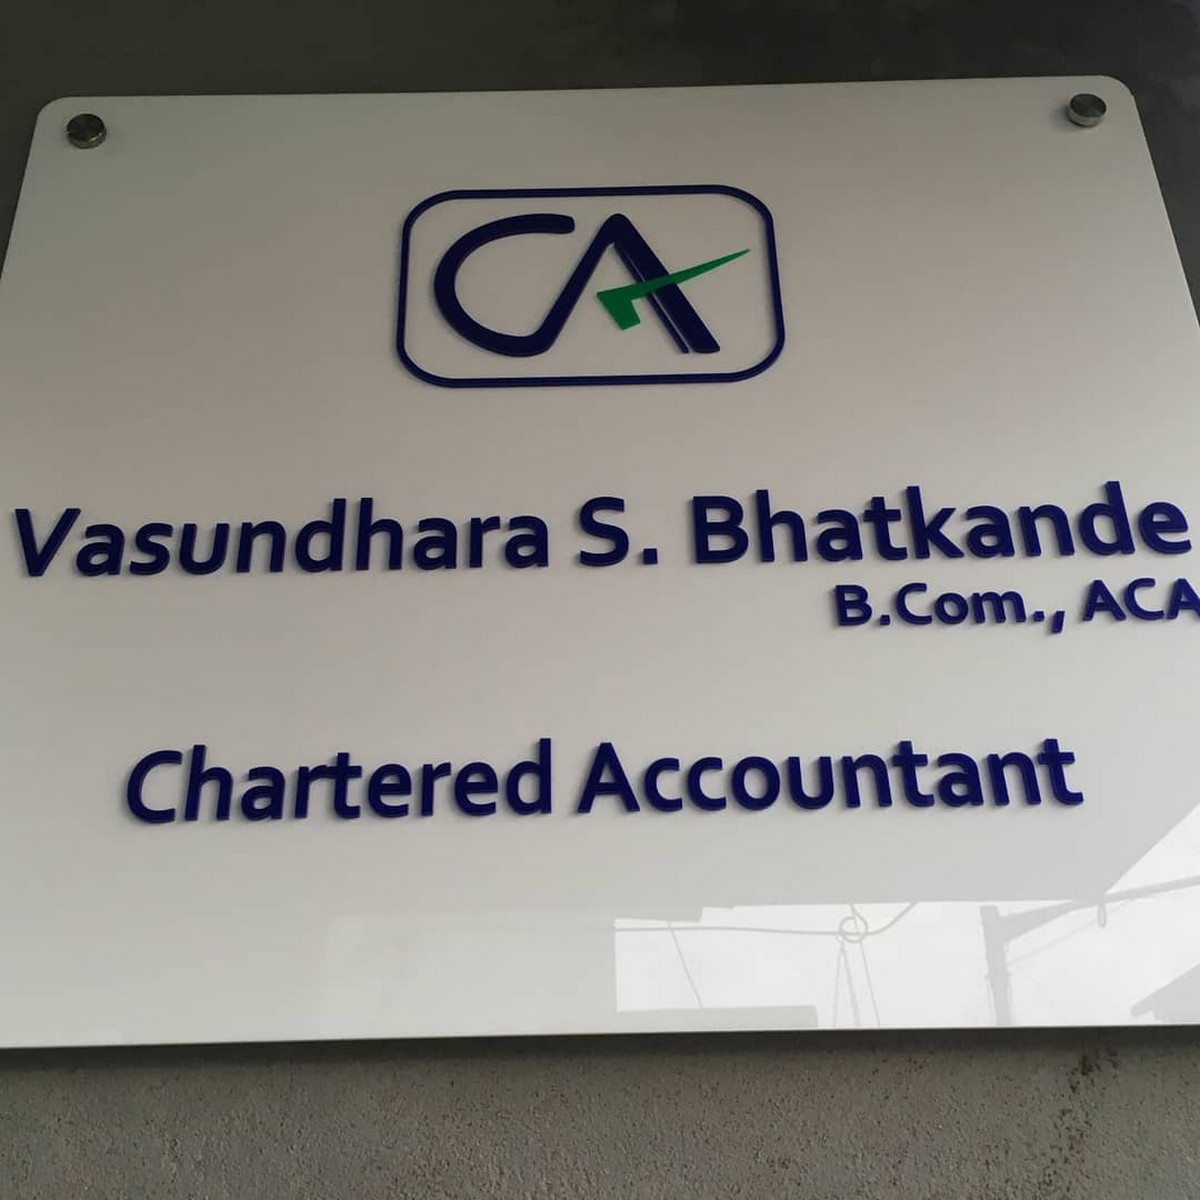 CA
Vasundhara S. Bhatkande
B.Com., ACA
Chartered Accountant